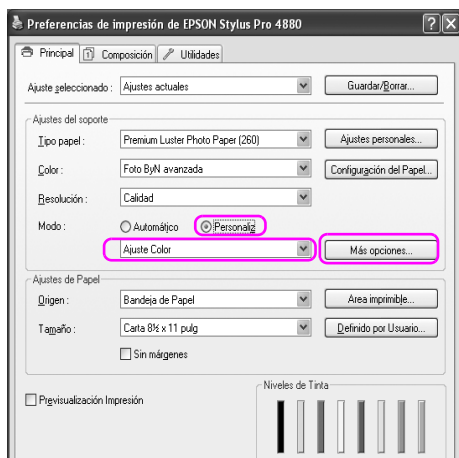 Preferencias de impresión de EPSON Stylus Pro 4880
Principal Composición Utilidades
Ajuste seleccionado : Ajustes actuales Guardar/Borrar...
Ajustes del soporte
Tipo papel : Premium Luster Photo Paper (260) Ajustes personales...
Color : Foto ByN avanzada Configuración del Papel...
Resolución : Calidad
Modo : Automático Personaliz
Ajuste Color Más opciones...
Ajustes de Papel
Origen : Bandeja de Papel Area imprimible...
Tamaño : Carta 8½ x 11 pulg Definido por Usuario...
Sin márgenes
Niveles de Tinta
Previsualización Impresión